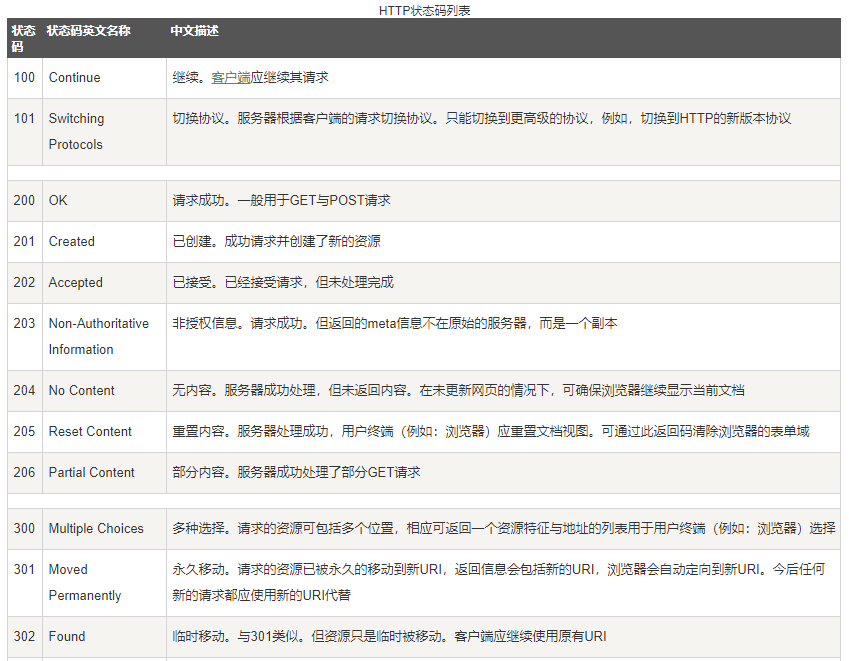 HTTP状态码列表
状态码 状态码英文名称 中文描述
100 Continue 继续。客户端应继续其请求
101 Switching Protocols 切换协议。服务器根据客户端的请求切换协议。只能切换到更高级的协议，例如，切换到HTTP的新版本协议
200 OK 请求成功。一般用于GET与POST请求
201 Created 已创建。成功请求并创建了新的资源
202 Accepted 已接受。已经接受请求，但未处理完成
203 Non-Authoritative Information 非授权信息。请求成功。但返回的meta信息不在原始的服务器，而是一个副本
204 No Content 无内容。服务器成功处理，但未返回内容。在未更新网页的情况下，可确保浏览器继续显示当前文档
205 Reset Content 重置内容。服务器处理成功，用户终端（例如：浏览器）应重置文档视图。可通过此返回码清除浏览器的表单域
206 Partial Content 部分内容。服务器成功处理了部分GET请求
300 Multiple Choices 多种选择。请求的资源可包括多个位置，相应可返回一个资源特征与地址的列表用于用户终端（例如：浏览器）选择
301 Moved Permanently 永久移动。请求的资源已被永久的移动到新URI，返回信息会包括新的URI，浏览器会自动定向到新URI。今后任何
新的请求都应使用新的URI代替
302 Found 临时移动。与301类似。但资源只是临时被移动。客户端应继续使用原有URI